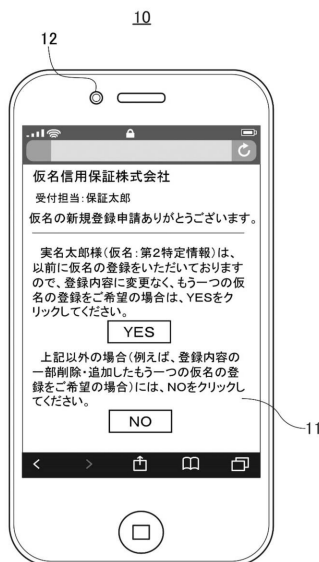 10
12
仮名信用保証株式会社
受付担当:保証太郎
仮名の新規登録申請ありがとうございます。
実名太郎様(仮名:第2特定情報)は、
以前に仮名の登録をいただいております
ので、登録内容に変更なく、もう一つの仮
名の登録をご希望の場合は、YESをク
リックしてください。
YES
上記以外の場合(例えば、登録内容の
一部削除・追加したもう一つの仮名の登
録をご希望の場合)には、NOをクリックし
てください。
11
NO